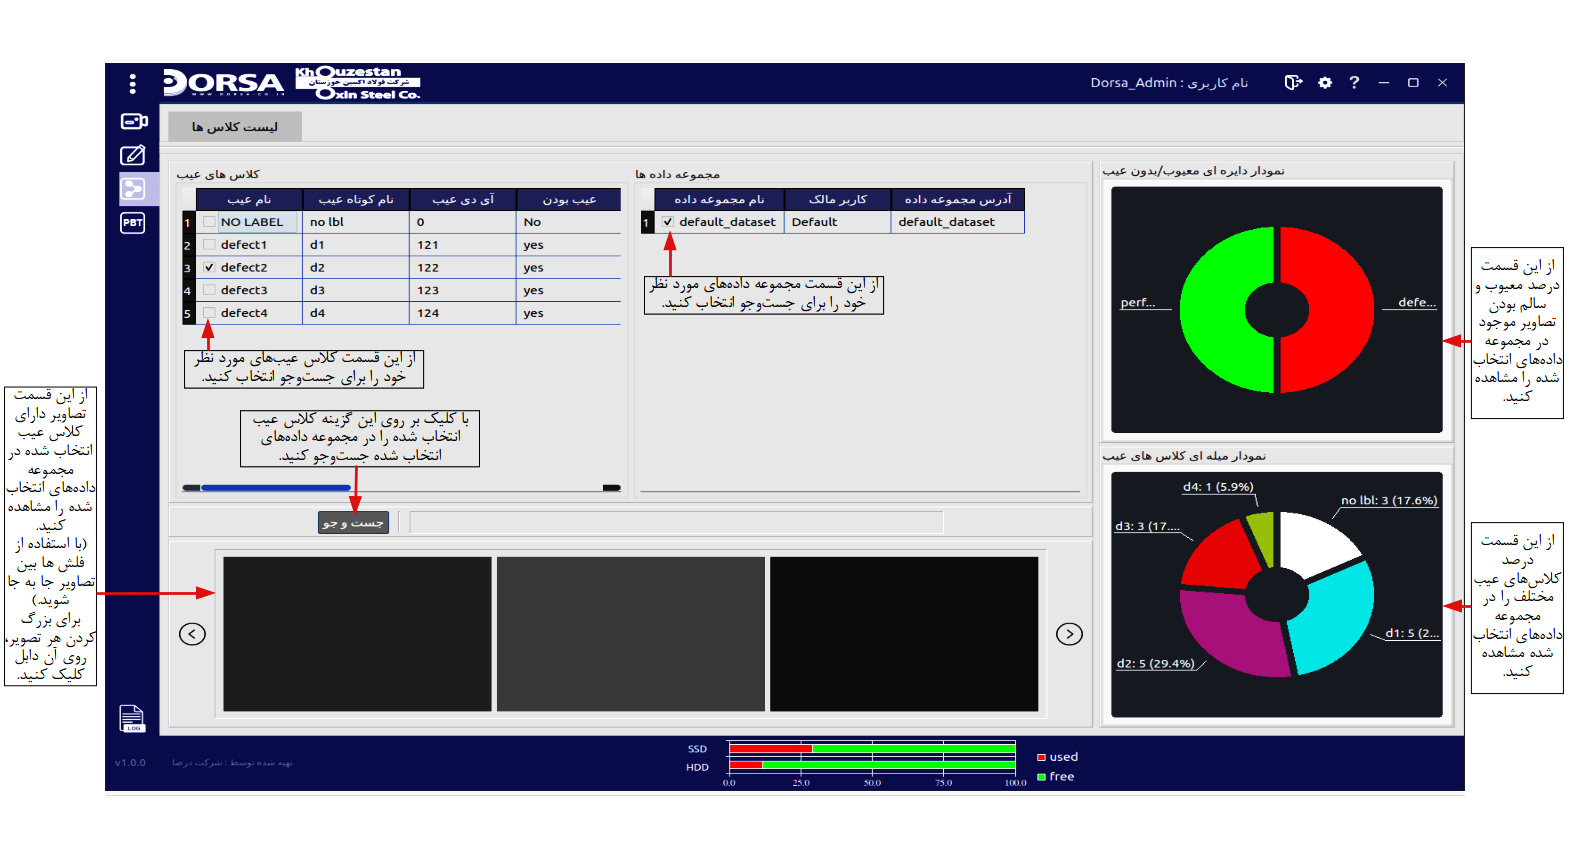 DORSA
WWW.DORSA-CO.IR
Khouzestan
شرکت فولاد اکسین خوزستان
Oxin Steel Co.
نام کاربری : Dorsa_Admin
?
لیست کلاس ها
کلاس های عیب
نام عیب
نام کوتاه عیب
آی دی عیب
عیب بودن
1 NO LABEL no lbl 0 No
2 defect1 d1 121 yes
3 defect2 d2 122 yes
4 defect3 d3 123 yes
5 defect4 d4 124 yes
از این قسمت کلاس عیب‌های مورد نظر
خود را برای جست‌وجو انتخاب کنید.
با کلیک بر روی این گزینه کلاس عیب
انتخاب شده را در مجموعه داده‌های
انتخاب شده جست‌وجو کنید.
مجموعه داده ها
نام مجموعه داده
کاربر مالک
آدرس مجموعه داده
1 default_dataset Default default_dataset
از این قسمت مجموعه داده‌های مورد نظر
خود را برای جست‌وجو انتخاب کنید.
جست و جو
نمودار دایره ای معیوب/بدون عیب
perf...
defe...
از این قسمت
درصد معیوب و
سالم بودن
تصاویر موجود
در مجموعه
داده‌های انتخاب
شده را مشاهده
کنید.
نمودار میله ای کلاس های عیب
d4: 1 (5.9%)
no lbl: 3 (17.6%)
d3: 3 (17....
d1: 5 (2...
d2: 5 (29.4%)
از این قسمت
درصد
کلاس‌های عیب
مختلف را در
مجموعه
داده‌های انتخاب
شده مشاهده
کنید.
از این قسمت
تصاویر دارای
کلاس عیب
انتخاب شده در
مجموعه
داده‌های انتخاب
شده را مشاهده
کنید.
(با استفاده از
فلش ها بین
تصاویر جا به جا
شوید.)
برای بزرگ
کردن هر تصویر،
روی آن دابل
کلیک کنید.
PBT
LOG
v1.0.0
تهیه شده توسط : شرکت درصا
SSD
HDD
0.0 25.0 50.0 75.0 100.0
used
free